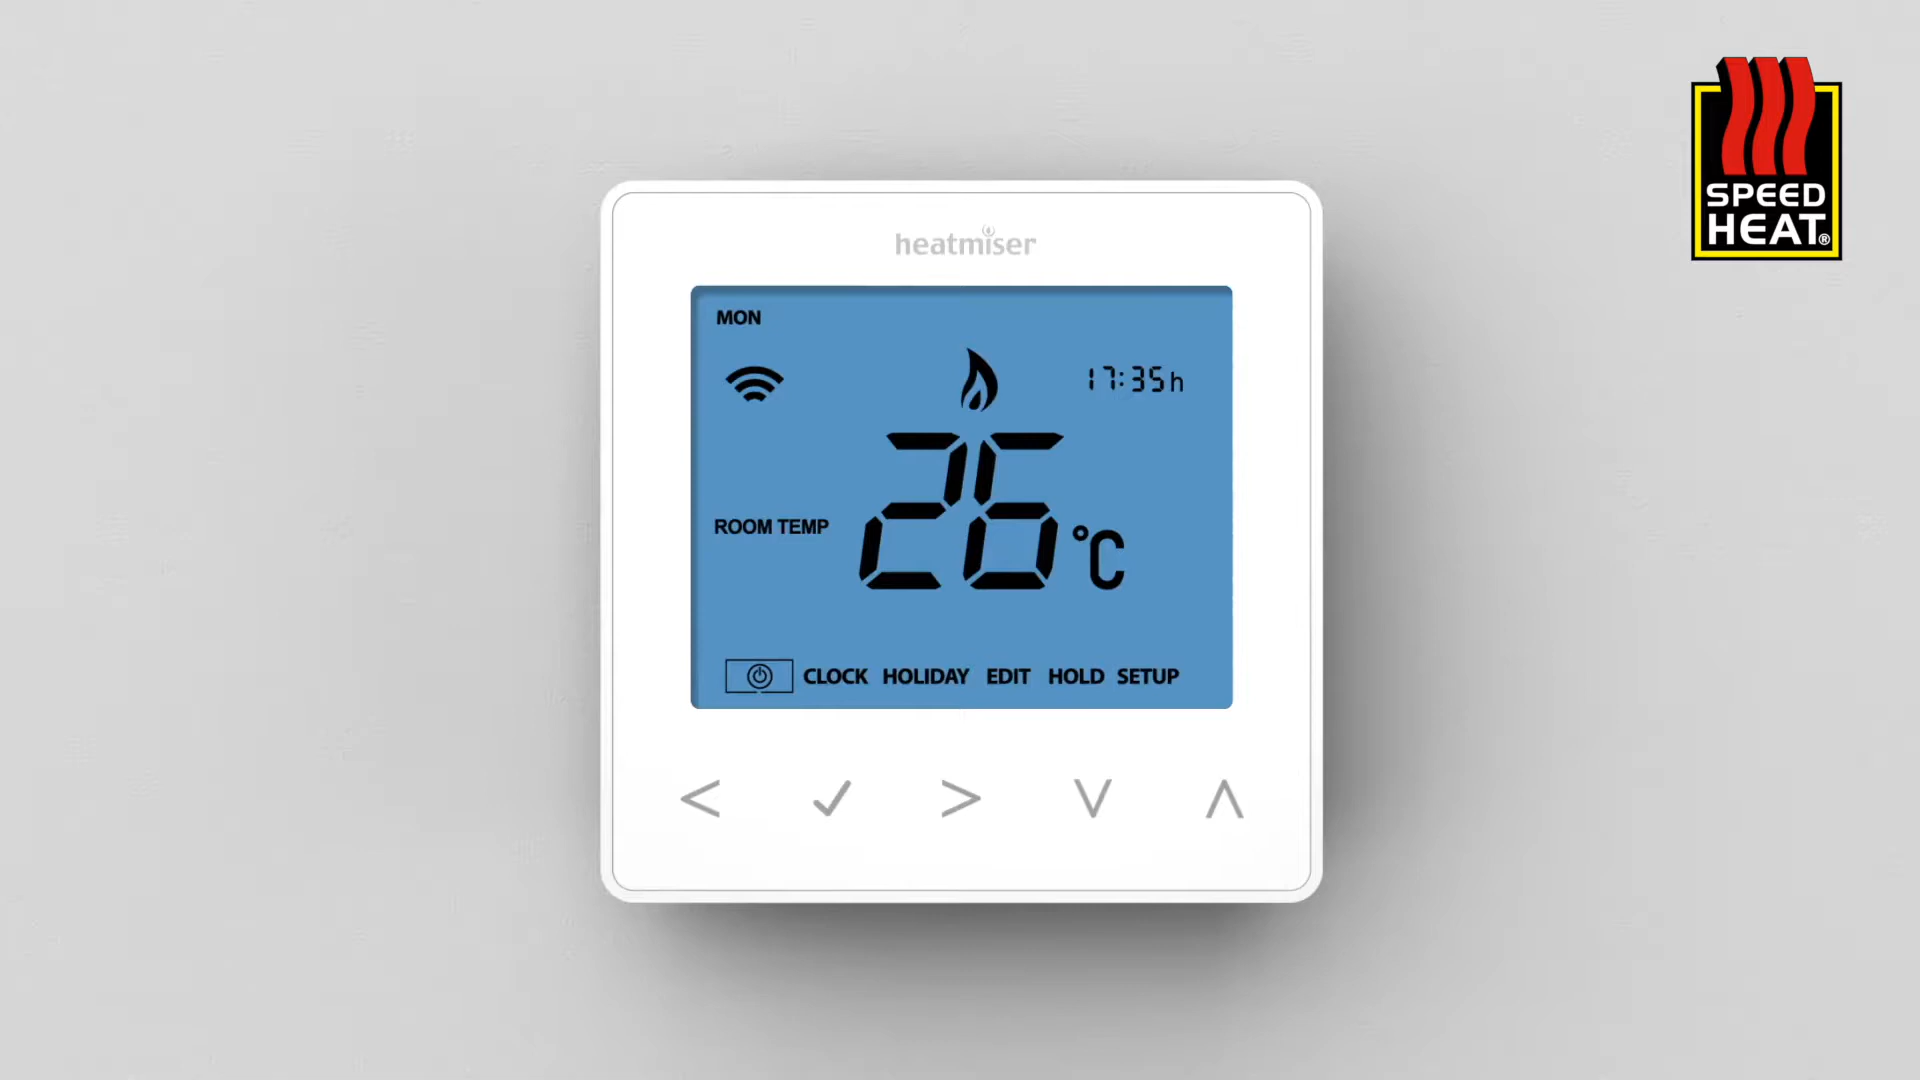 SPEED
HEAT®
heatmiser
MON
17:35h
ROOM TEMP
26°C
CLOCK HOLIDAY EDIT HOLD SETUP